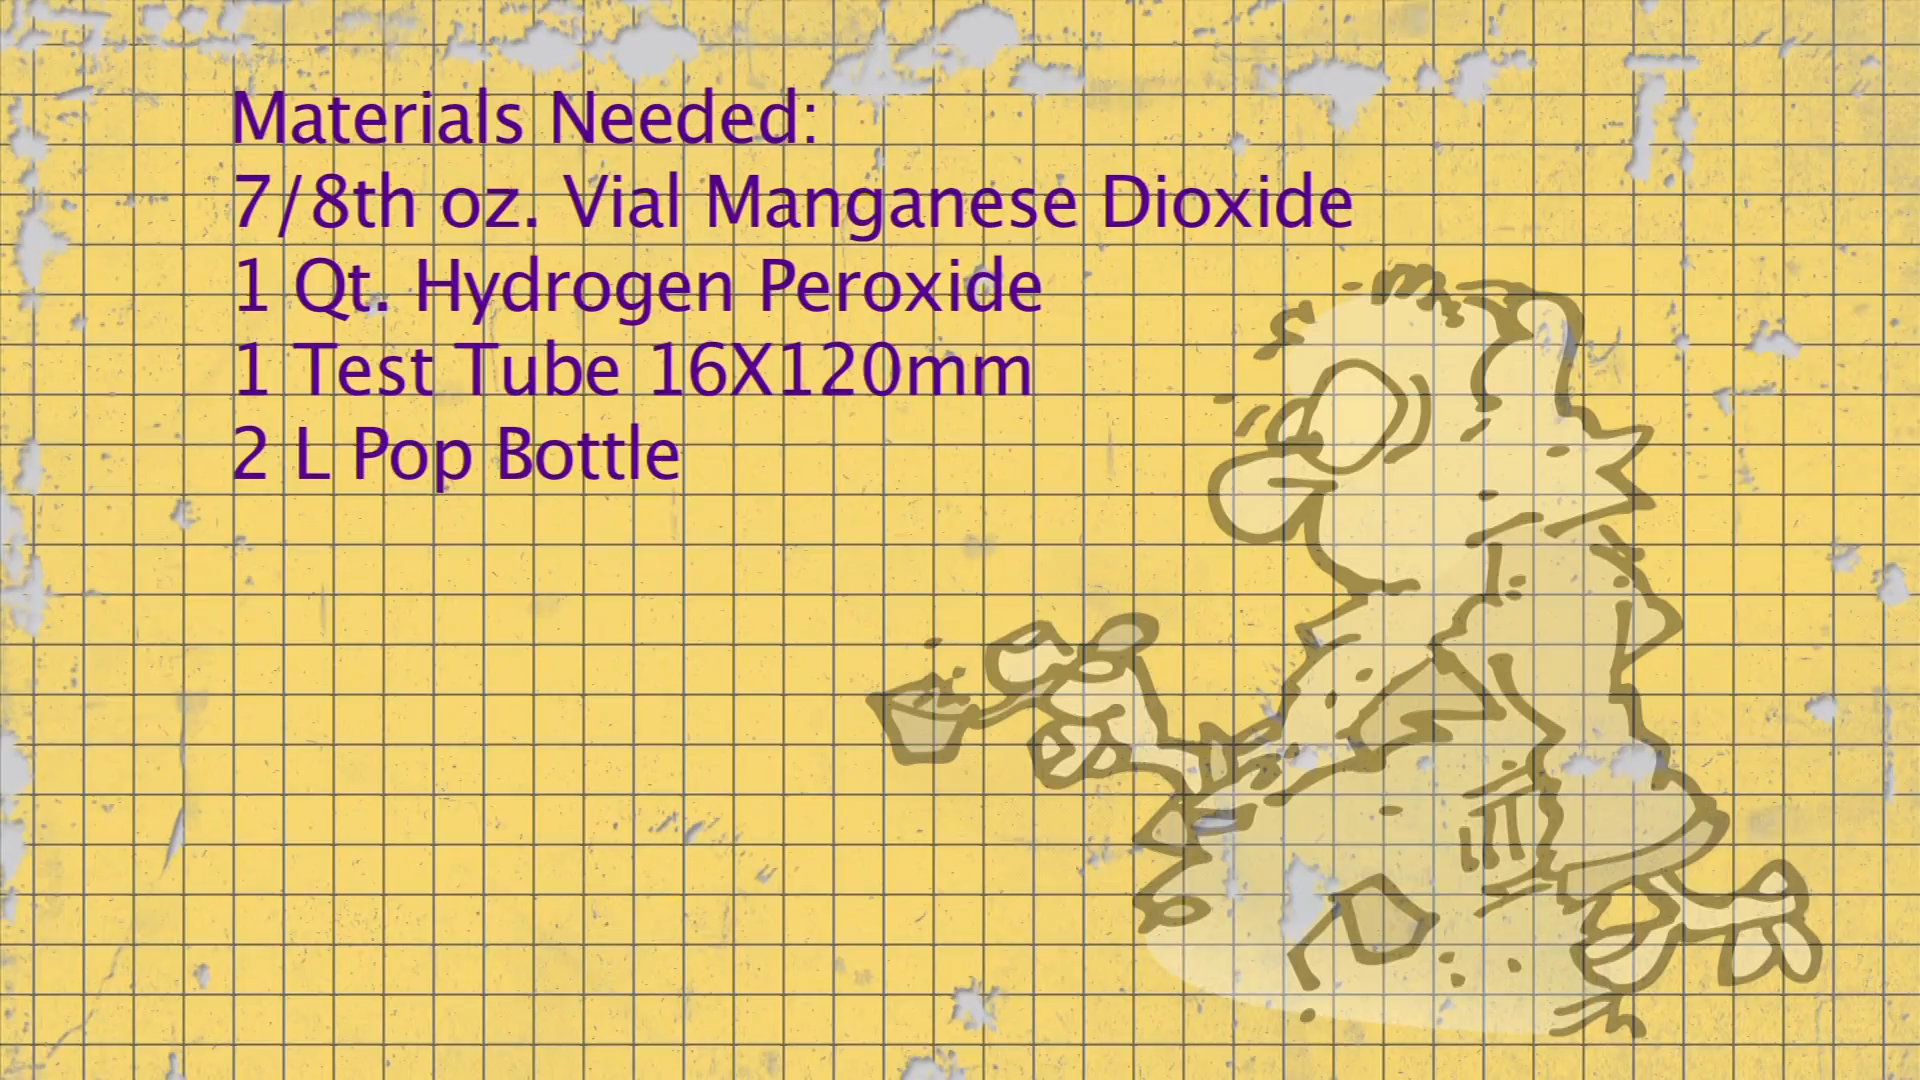 Materials Needed:
7/8th oz. Vial Manganese Dioxide
1 Qt. Hydrogen Peroxide
1 Test Tube 16X120mm
2 L Pop Bottle